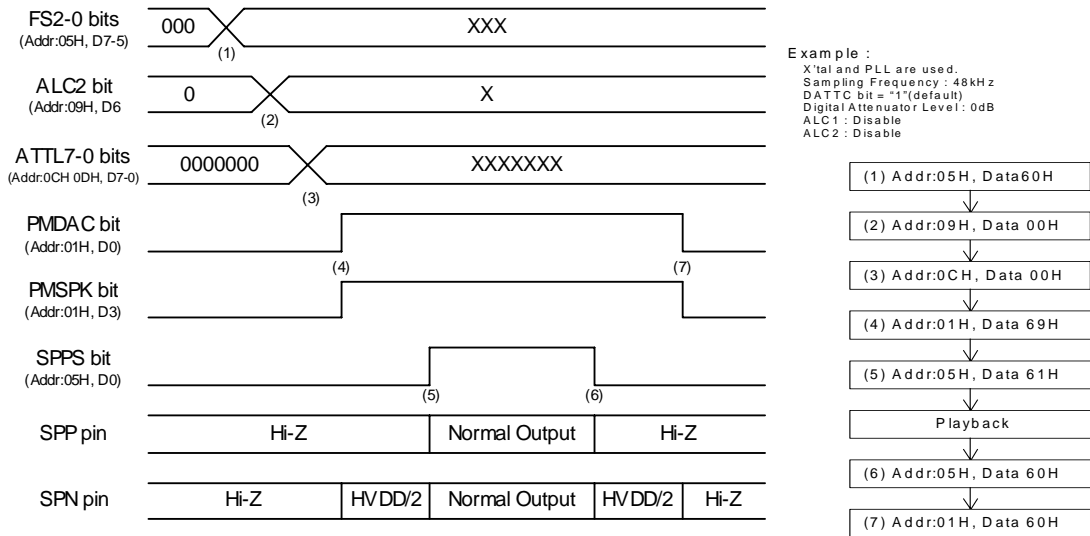 FS2-0 bits
(Addr:05H, D7-5)
000
XXX
(1)
ALC2 bit
(Addr:09H, D6
0
X
(2)
ATTL7-0 bits
(Addr:0CH 0DH, D7-0)
0000000
XXXXXXX
(3)
PMDAC bit
(Addr:01H, D0)
(4)
(7)
PMSPK bit
(Addr:01H, D3)
SPPS bit
(Addr:05H, D0)
(5)
(6)
SPP pin
Hi-Z
Normal Output
Hi-Z
SPN pin
Hi-Z
HVDD/2
Normal Output
HVDD/2
Hi-Z
Example :
X'tal and PLL are used.
Sampling Frequency : 48kHz
DATTC bit = "1"(default)
Digital Attenuator Level : 0dB
ALC1 : Disable
ALC2 : Disable
(1) Addr:05H, Data60H
(2) Addr:09H, Data 00H
(3) Addr:0CH, Data 00H
(4) Addr:01H, Data 69H
(5) Addr:05H, Data 61H
Playback
(6) Addr:05H, Data 60H
(7) Addr:01H, Data 60H